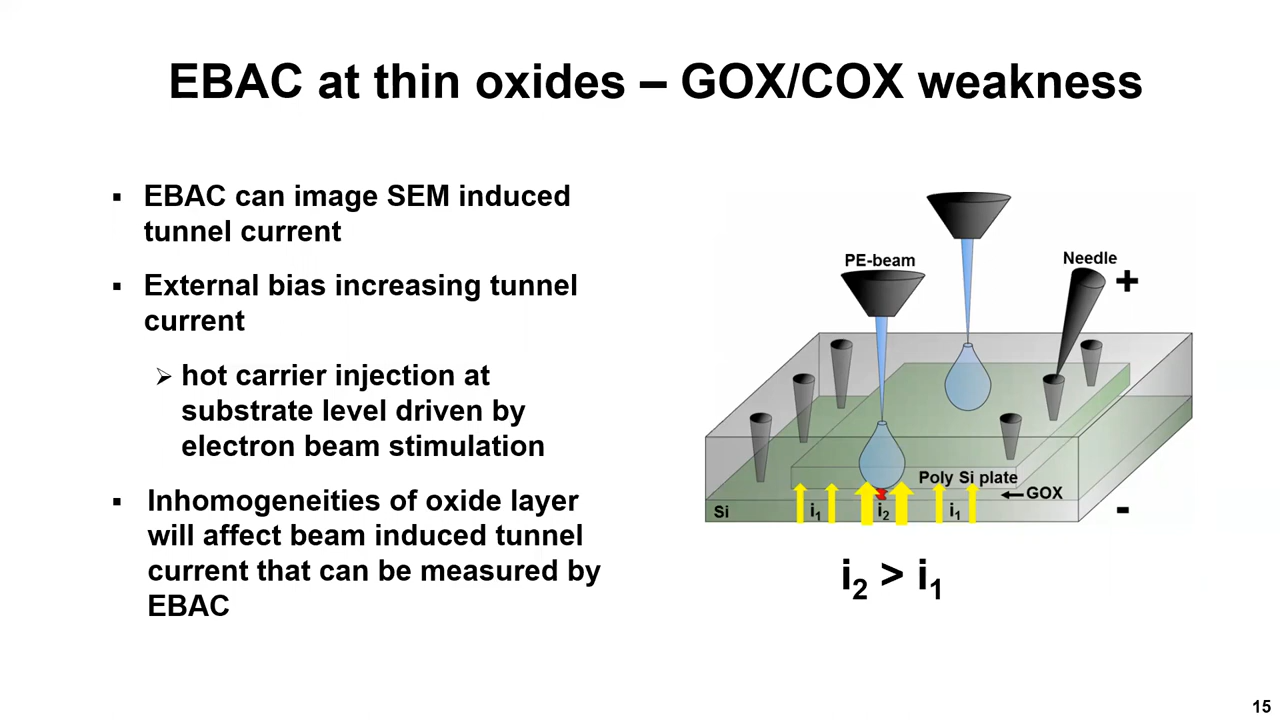 EBAC at thin oxides – GOX/COX weakness
▪ EBAC can image SEM induced
tunnel current
▪ External bias increasing tunnel
current
➢ hot carrier injection at
substrate level driven by
electron beam stimulation
▪ Inhomogeneities of oxide layer
will affect beam induced tunnel
current that can be measured by
EBAC
PE-beam
Needle
+
Poly Si plate
GOX
Si
i1
i2
i1
-
i2 > i1
15